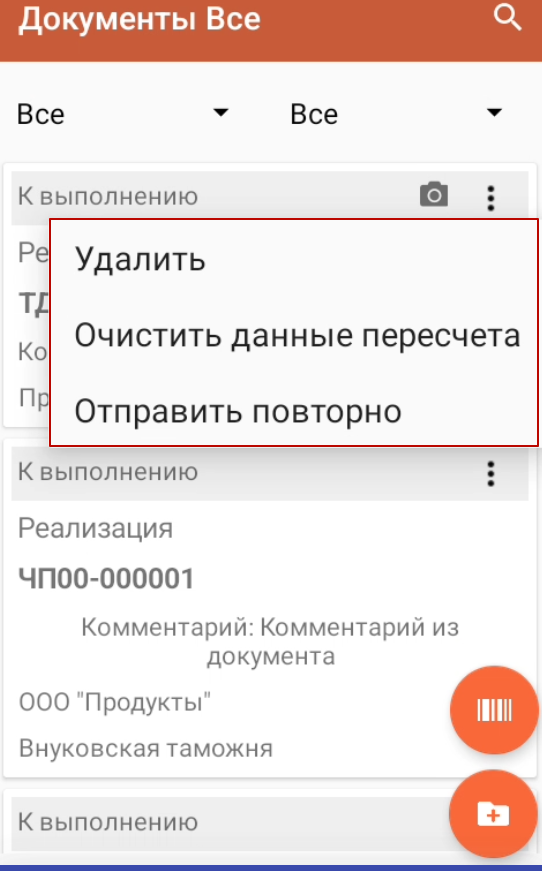 Документы Все
Все
Все
К выполнению
Удалить
Очистить данные пересчета
Отправить повторно
К выполнению
Реализация
ЧП00-000001
Комментарий: Комментарий из
документа
ООО "Продукты"
Внуковская таможня
К выполнению